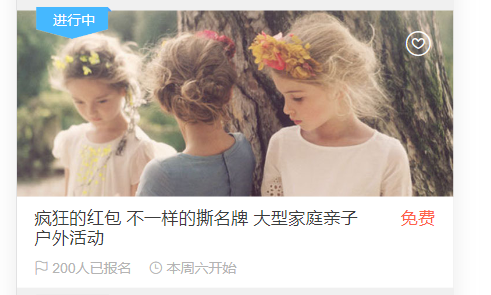 进行中
疯狂的红包 不一样的撕名牌 大型家庭亲子
免费
户外活动
200人已报名 本周六开始